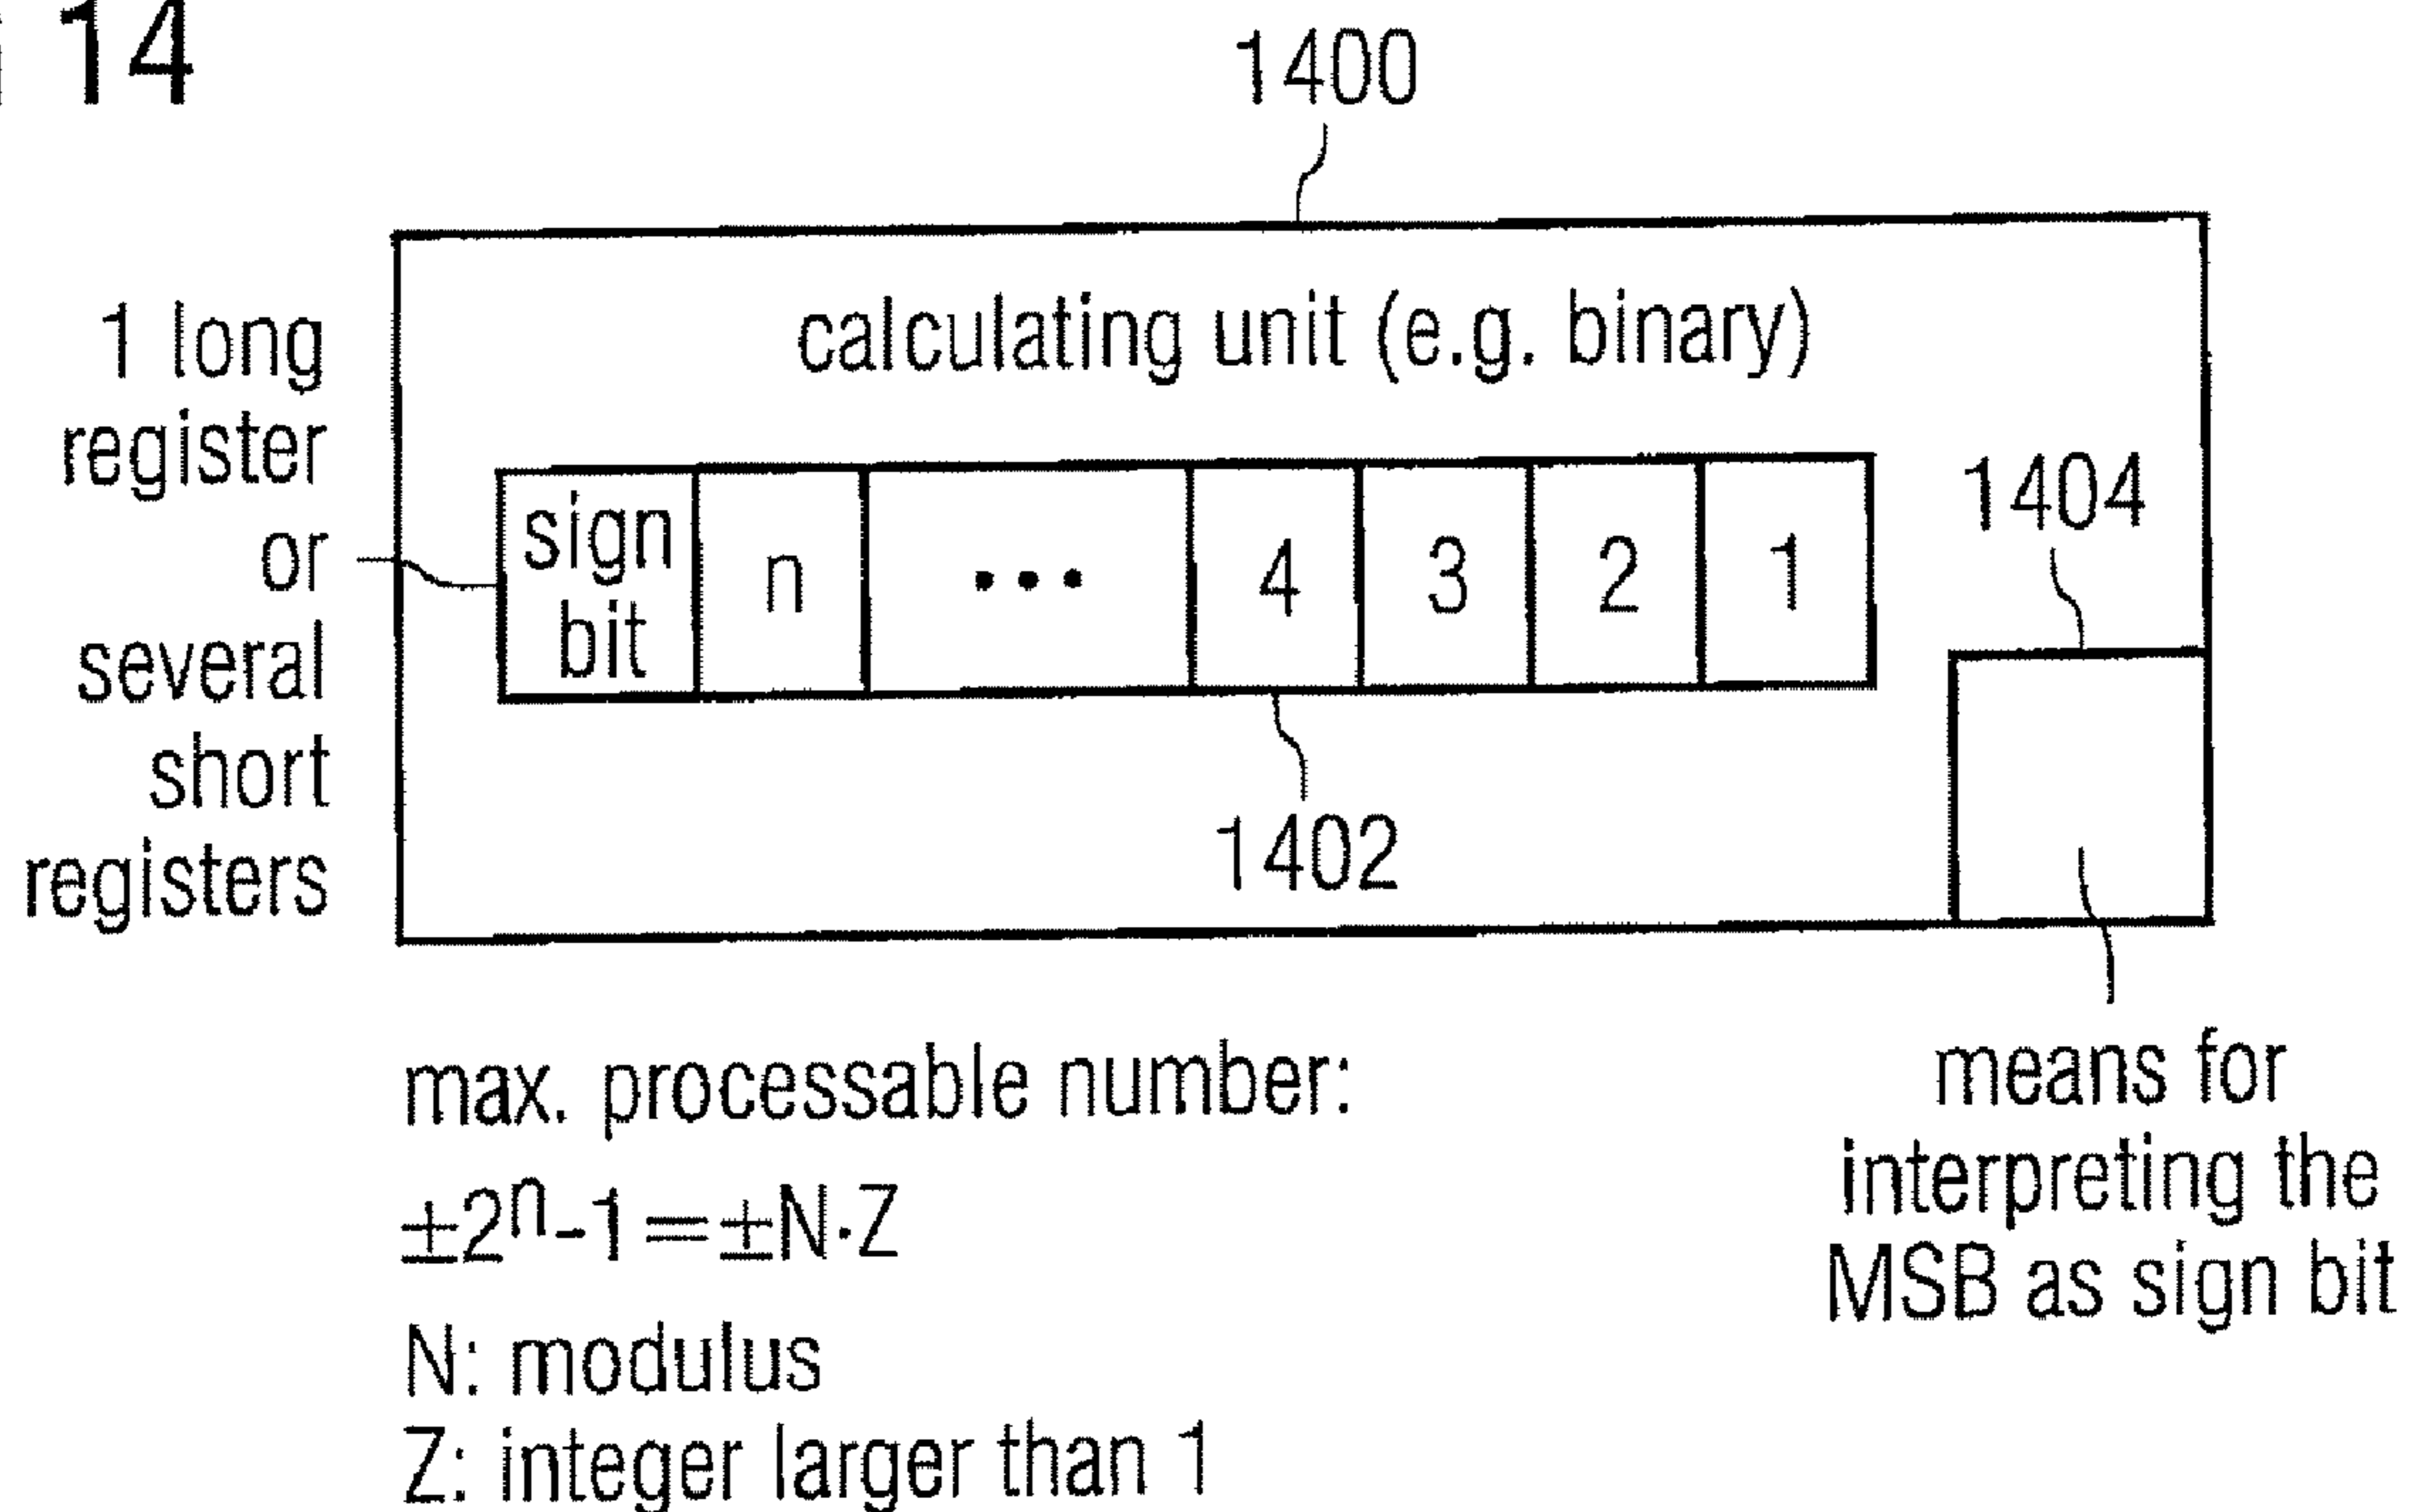 14
1400
1 long
register
or
several
short
registers
calculating unit (e.g. binary)
sign
bit
n
...
4
3
2
1
1404
1402
max. processable number:
±2ⁿ-1=±N·Z
N: modulus
Z: integer larger than 1
means for
interpreting the
MSB as sign bit